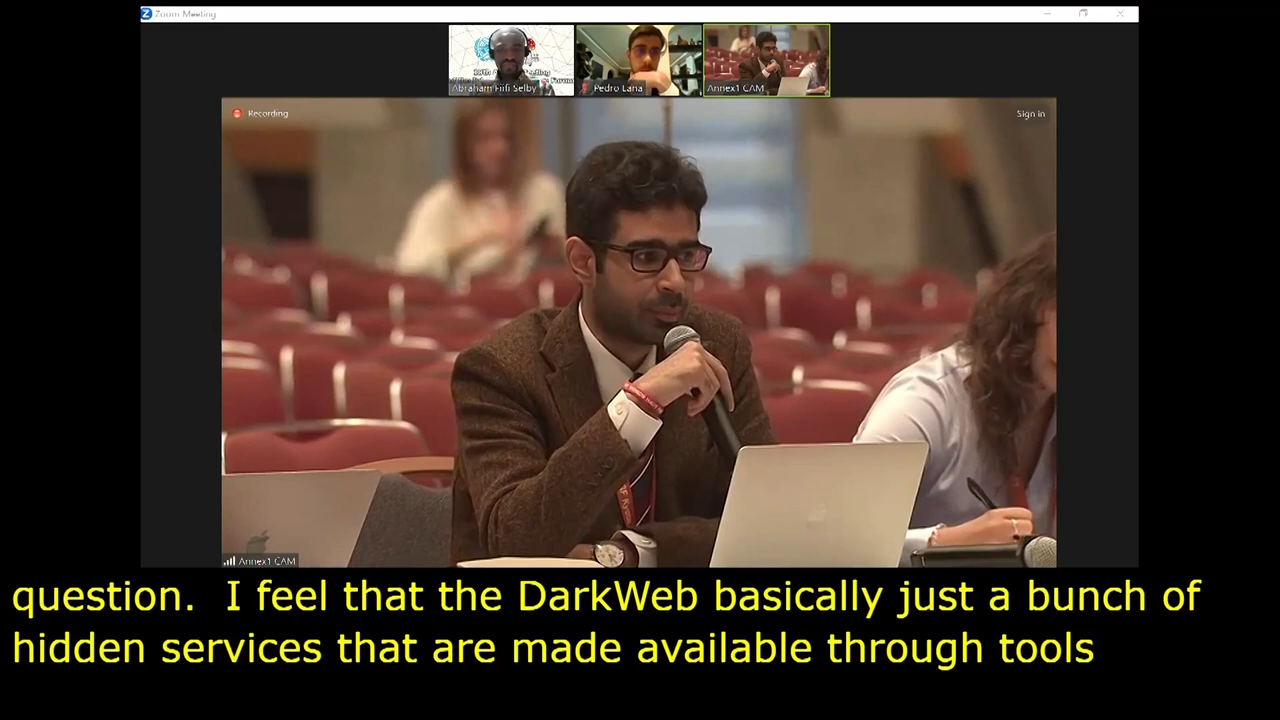 Zoom Meeting
Abraham Fiifi Selby
Pedro Lana
Annex1 CAM
Recording
Sign in
Annex1 CAM
question.  I feel that the DarkWeb basically just a bunch of
hidden services that are made available through tools